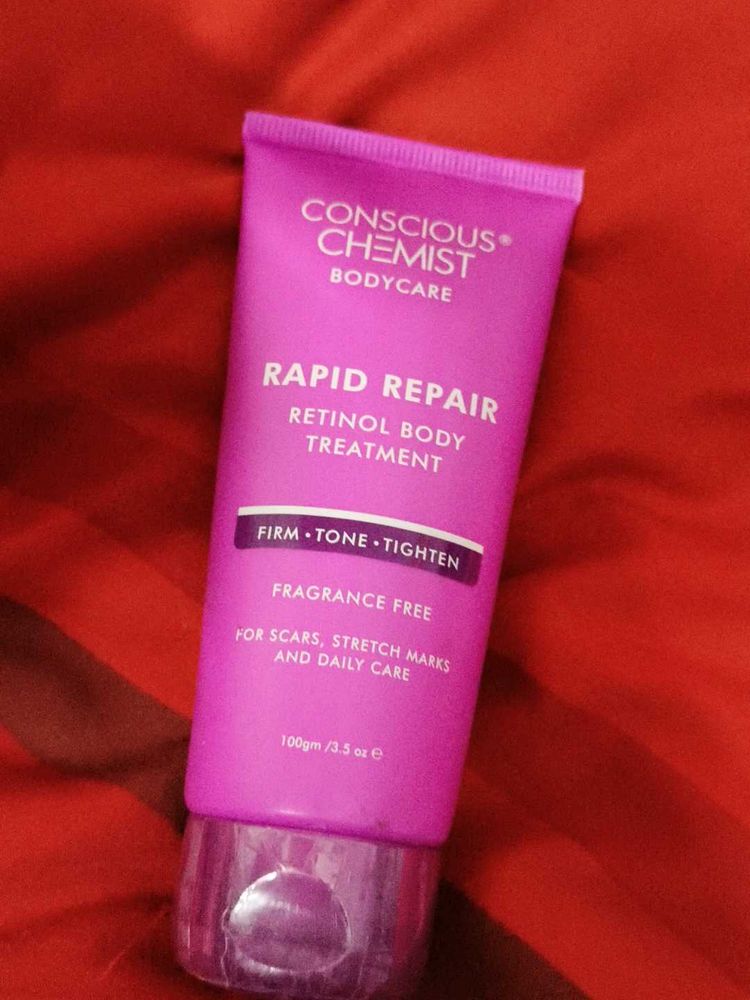 CONSCIOUS®
CHEMIST
BODYCARE
RAPID REPAIR
RETINOL BODY
TREATMENT
FIRM • TONE • TIGHTEN
FRAGRANCE FREE
FOR SCARS, STRETCH MARKS
AND DAILY CARE
100gm /3.5 oz ℮